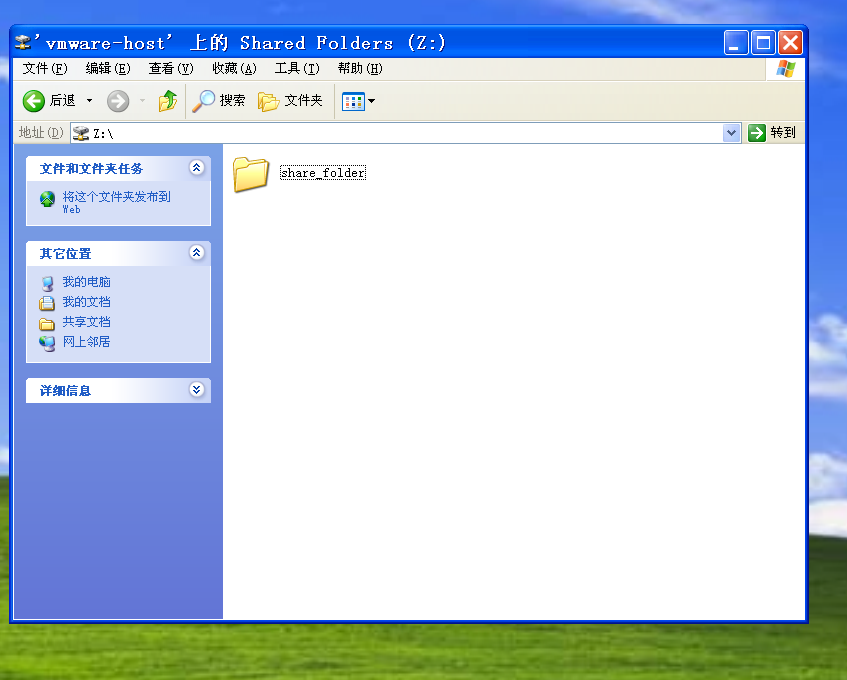 'vmware-host' 上的 Shared Folders (Z:)
文件(F) 编辑(E) 查看(V) 收藏(A) 工具(T) 帮助(H)
后退 搜索 文件夹
地址(D) Z:\ 转到
文件和文件夹任务
将这个文件夹发布到
Web
其它位置
我的电脑
我的文档
共享文档
网上邻居
详细信息
share_folder